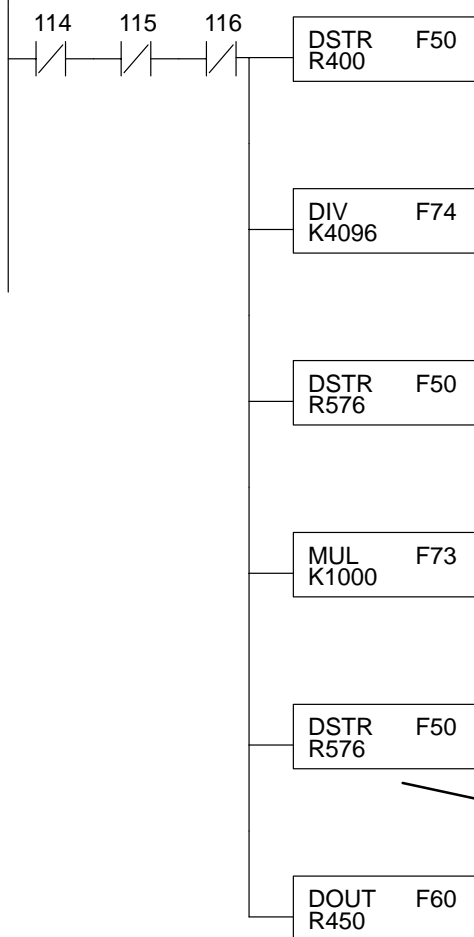 114 115 116
DSTR F50
R400
DIV F74
K4096
DSTR F50
R576
MUL F73
K1000
DSTR F50
R576
DOUT F60
R450